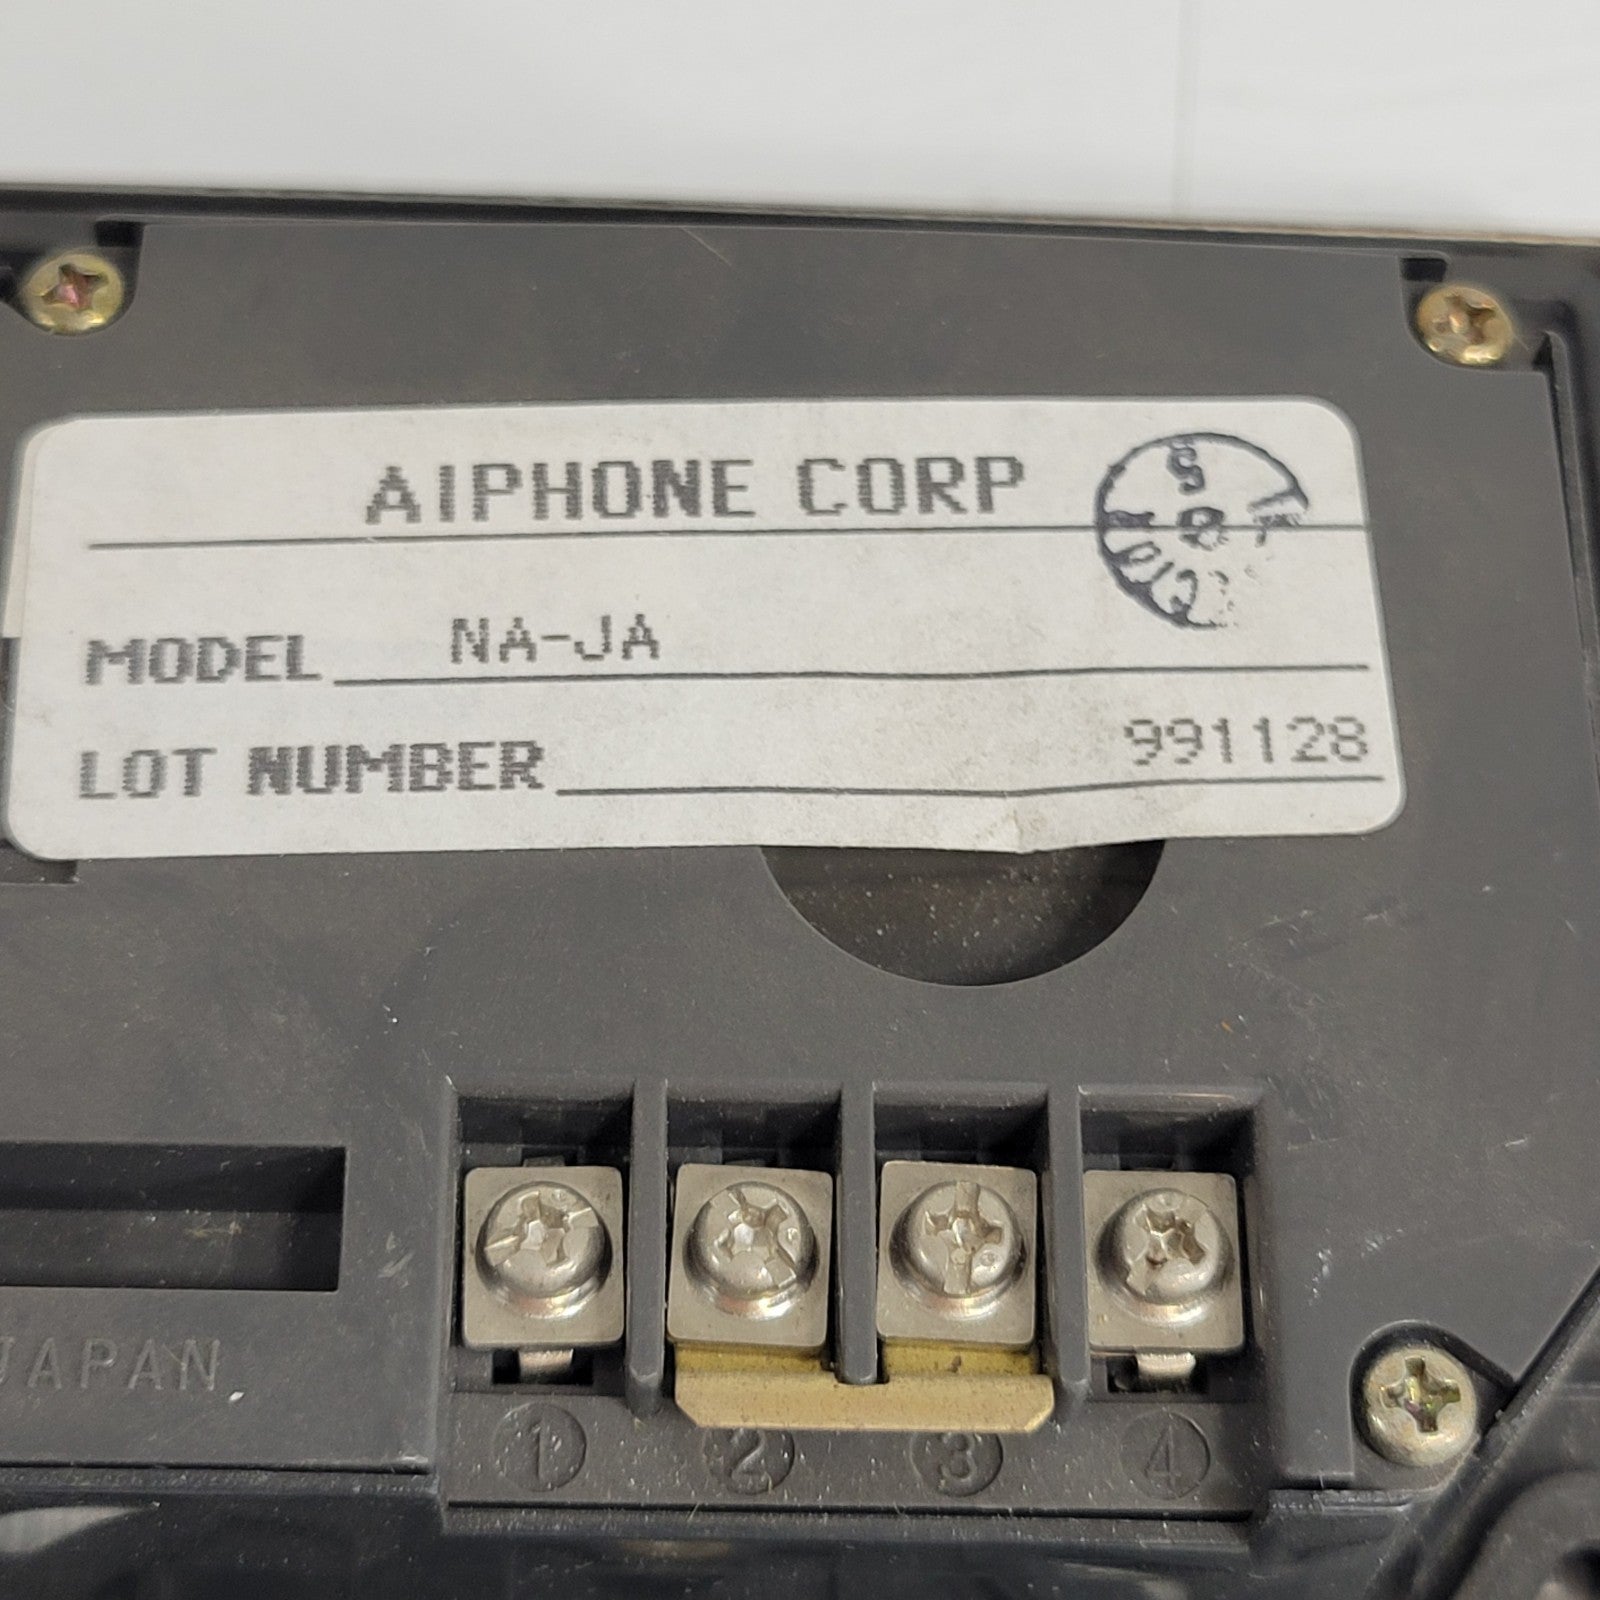 AIPHONE CORP
MODEL NA-JA
LOT NUMBER 991128
JAPAN
1 2 3 4